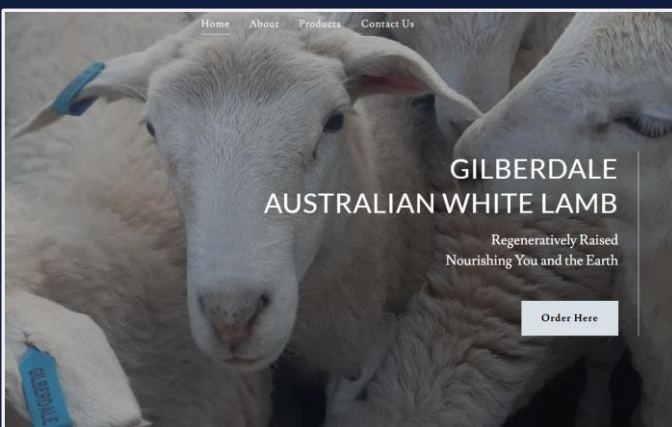 Home About Products Contact Us
GILBERDALE
AUSTRALIAN WHITE LAMB
Regeneratively Raised
Nourishing You and the Earth
Order Here
GILBERDALE